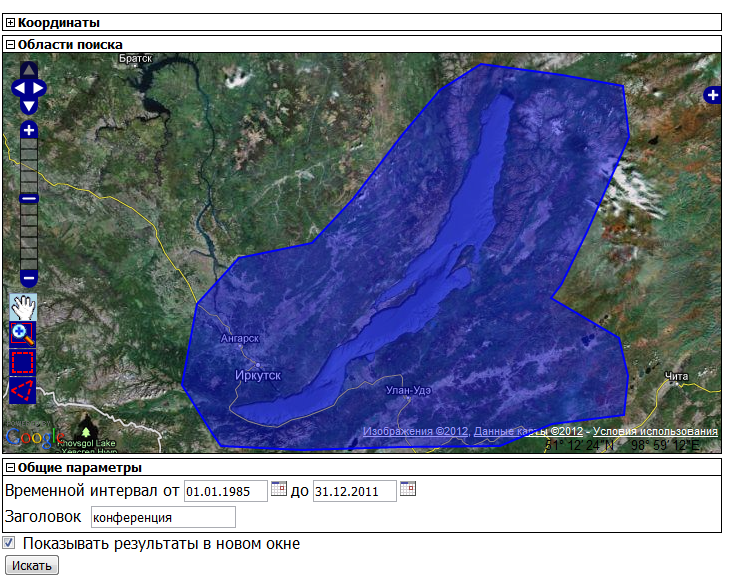 Координаты
Области поиска
Братск
Ангарск
Иркутск
Улан-Удэ
Чита
Khovsgol Lake
Хөвсгөл Нуур
Google
Изображения ©2012, Данные карты ©2012 - Условия использования
51° 12' 24"N 98° 59' 12"E
Общие параметры
Временной интервал от 01.01.1985 до 31.12.2011
Заголовок конференция
Показывать результаты в новом окне
Искать